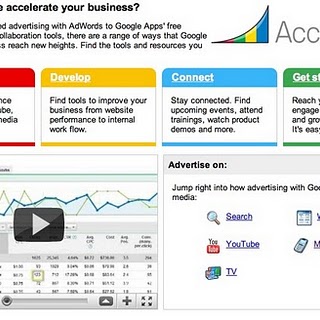 e accelerate your business?
ed advertising with AdWords to Google Apps' free
ollaboration tools, there are a range of ways that Google
ss reach new heights. Find the tools and resources you
Acc
Develop
Connect
Get st
nce
ube,
media
Find tools to improve your
business from website
performance to internal
work flow.
Stay connected. Find
upcoming events, attend
trainings, watch product
demos and more.
Reach y
engage
and gro
It's easy
Advertise on:
Jump right into how advertising with Goo
media:
Search
YouTube
TV
M